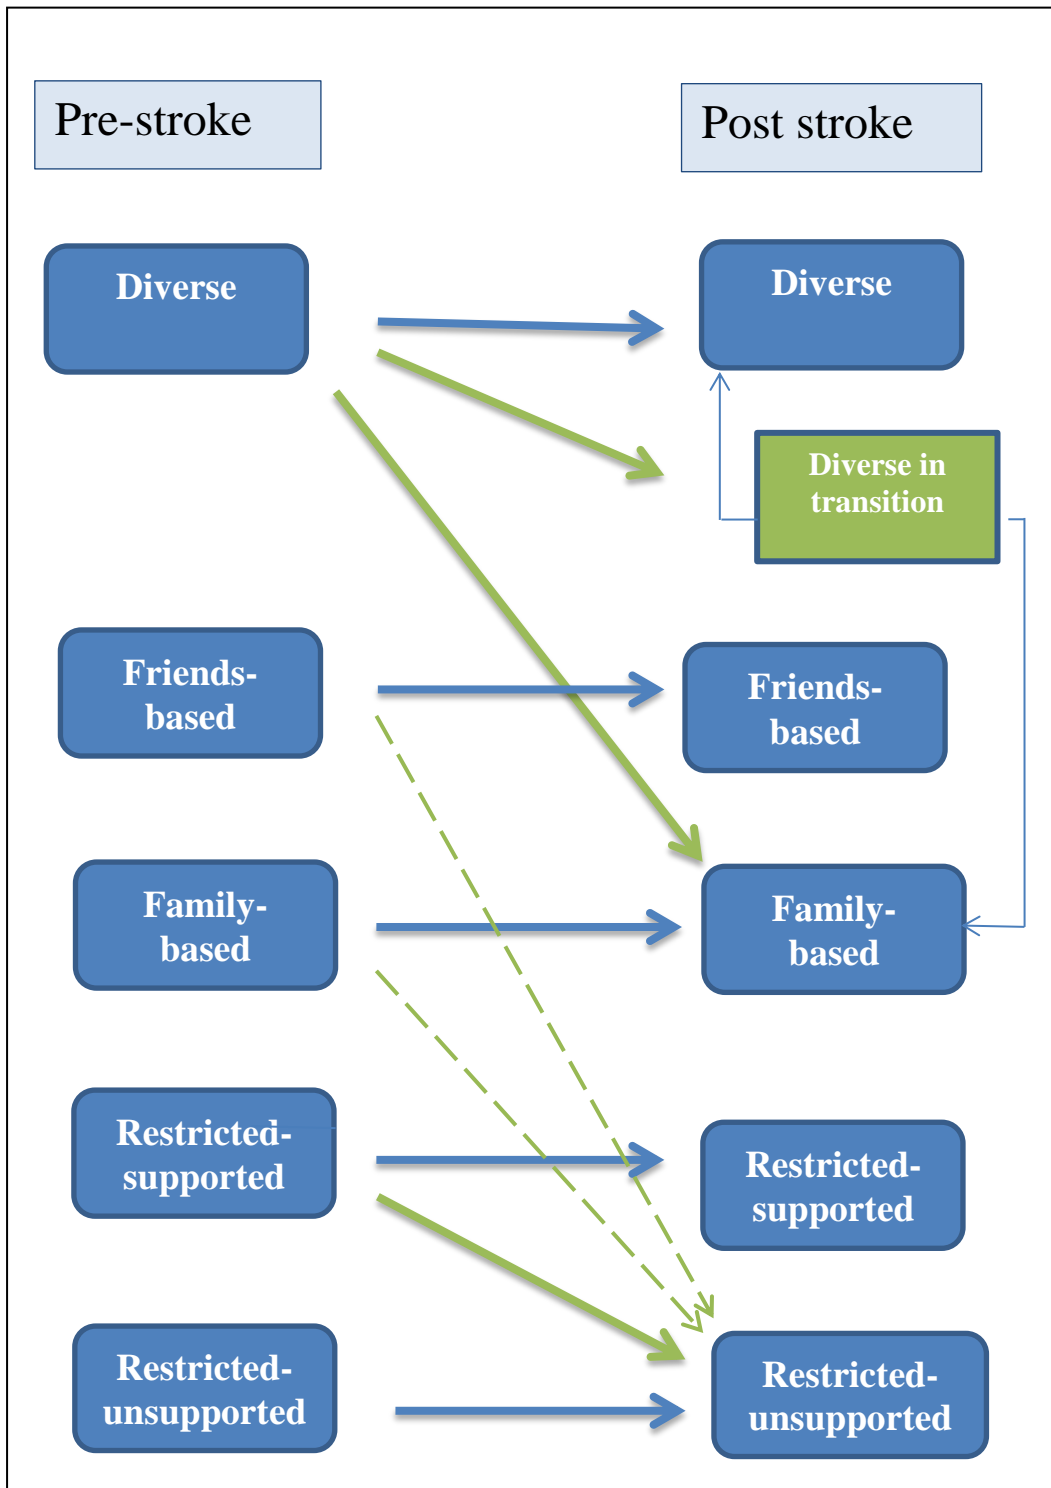 Pre-stroke
Post stroke
Diverse
Diverse
Diverse in
transition
Friends-
based
Friends-
based
Family-
based
Family-
based
Restricted-
supported
Restricted-
supported
Restricted-
unsupported
Restricted-
unsupported